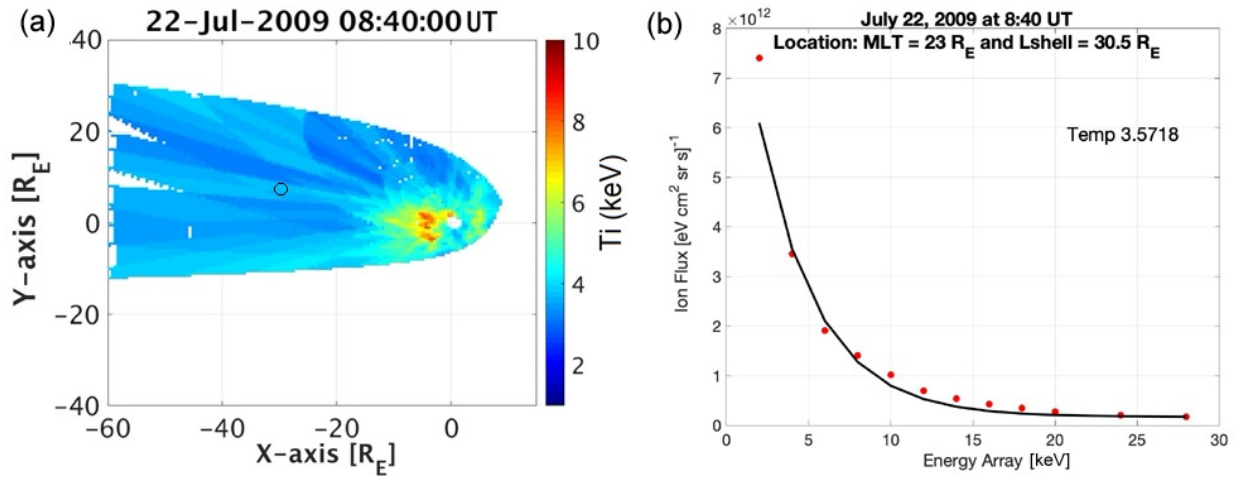 (a)
22-Jul-2009 08:40:00 UT
40
20
0
-20
-40
-60
-40
-20
0
Y-axis [R_E]
X-axis [R_E]
10
8
6
4
2
Ti (keV)
(b)
×10^12
July 22, 2009 at 8:40 UT
Location: MLT = 23 R_E and Lshell = 30.5 R_E
Temp 3.5718
8
7
6
5
4
3
2
1
0
0
5
10
15
20
25
30
Ion Flux [eV cm² sr s]⁻¹
Energy Array [keV]